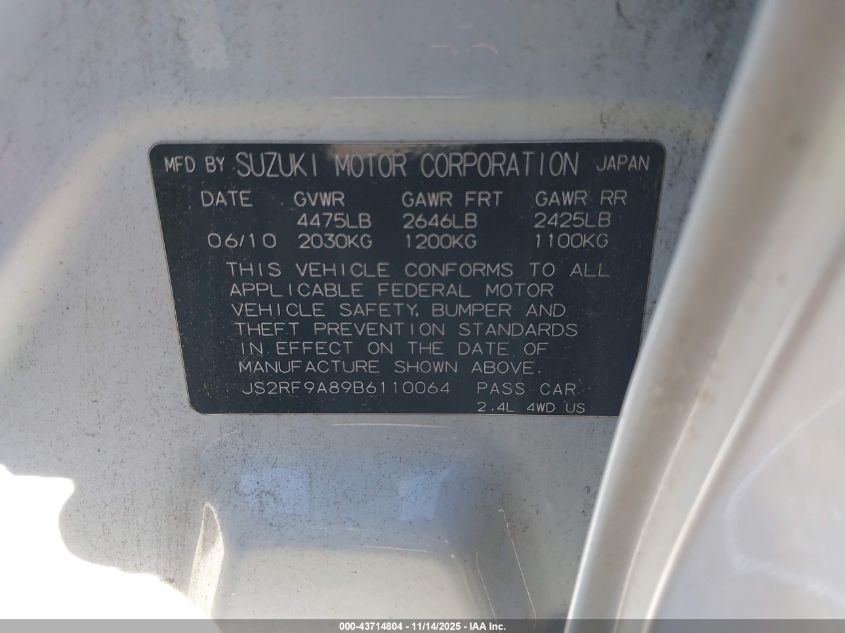 MFD BY SUZUKI MOTOR CORPORATION JAPAN
DATE GVWR GAWR FRT GAWR RR
4475LB 2646LB 2425LB
06/10 2030KG 1200KG 1100KG
THIS VEHICLE CONFORMS TO ALL
APPLICABLE FEDERAL MOTOR
VEHICLE SAFETY, BUMPER AND
THEFT PREVENTION STANDARDS
IN EFFECT ON THE DATE OF
MANUFACTURE SHOWN ABOVE.
JS2RF9A89B6110064 PASS CAR
2.4L 4WD US
000-43714804 - 11/14/2025 - IAA Inc.